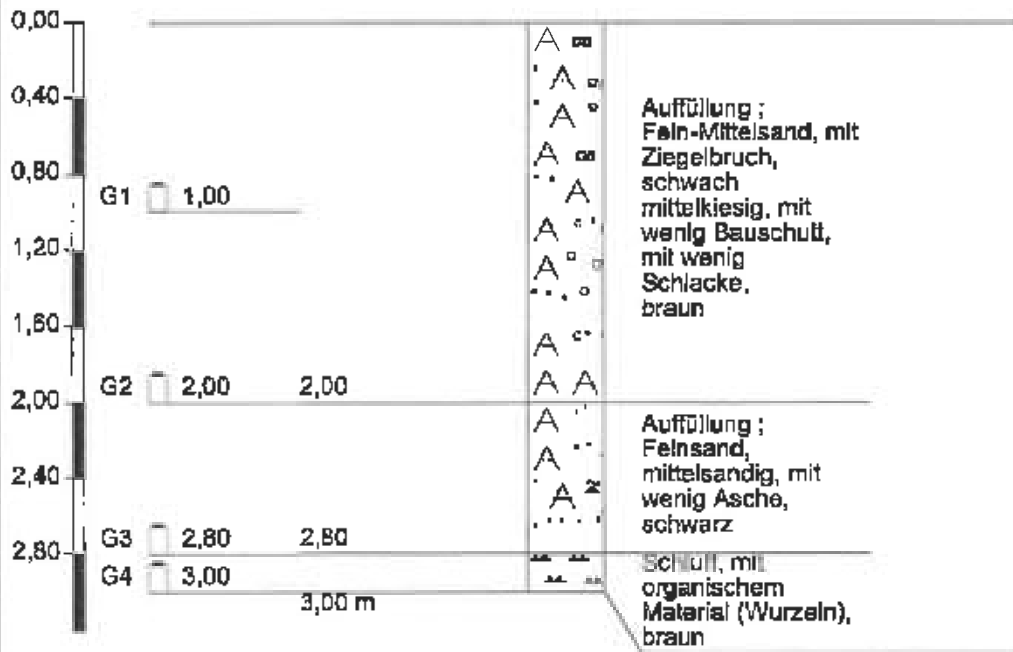 0,00
0,40
0,80
1,20
1,60
2,00
2,40
2,80
G1 1,00
G2 2,00 2,00
G3 2,80 2,80
G4 3,00
3,00 m
A
A
A
A
A
A
A
A
A A
A
A
A
Auffüllung ;
Fein-Mittelsand, mit
Ziegelbruch,
schwach
mittelkiesig, mit
wenig Bauschutt,
mit wenig
Schlacke,
braun
Auffüllung ;
Feinsand,
mittelsandig, mit
wenig Asche,
schwarz
Schluff, mit
organischem
Material (Wurzeln),
braun